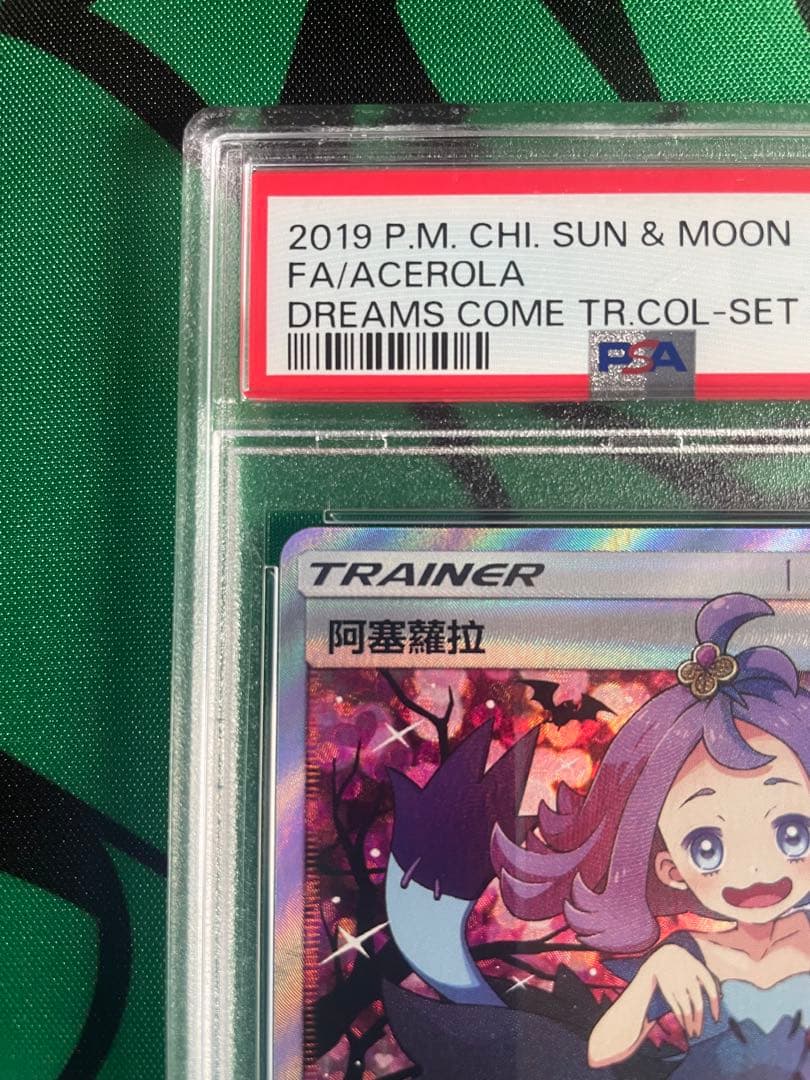 2019 P.M. CHI. SUN & MOON
FA/ACEROLA
DREAMS COME TR.COL-SET
PSA
TRAINER
阿塞蘿拉